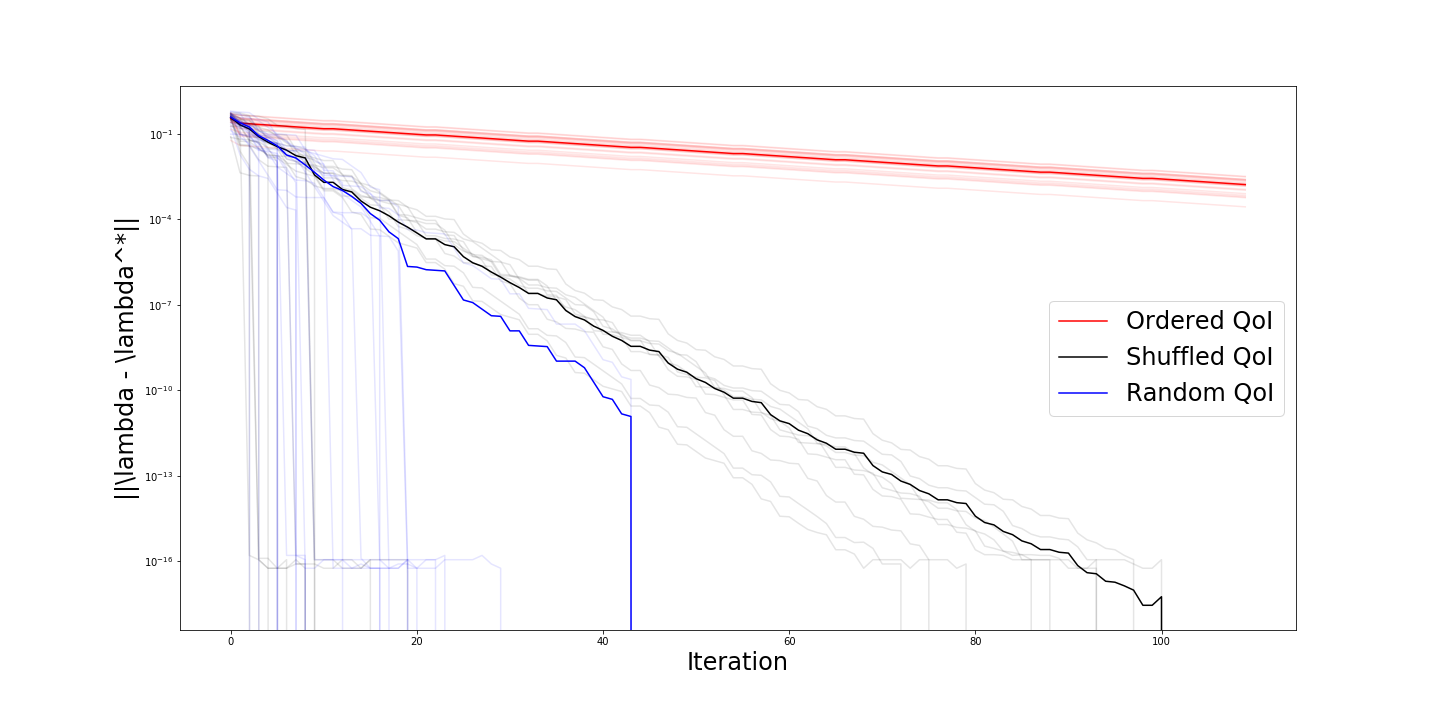 10⁻¹
10⁻⁴
10⁻⁷
10⁻¹⁰
10⁻¹³
10⁻¹⁶
||\lambda - \lambda^*||
Ordered QoI
Shuffled QoI
Random QoI
0 20 40 60 80 100
Iteration